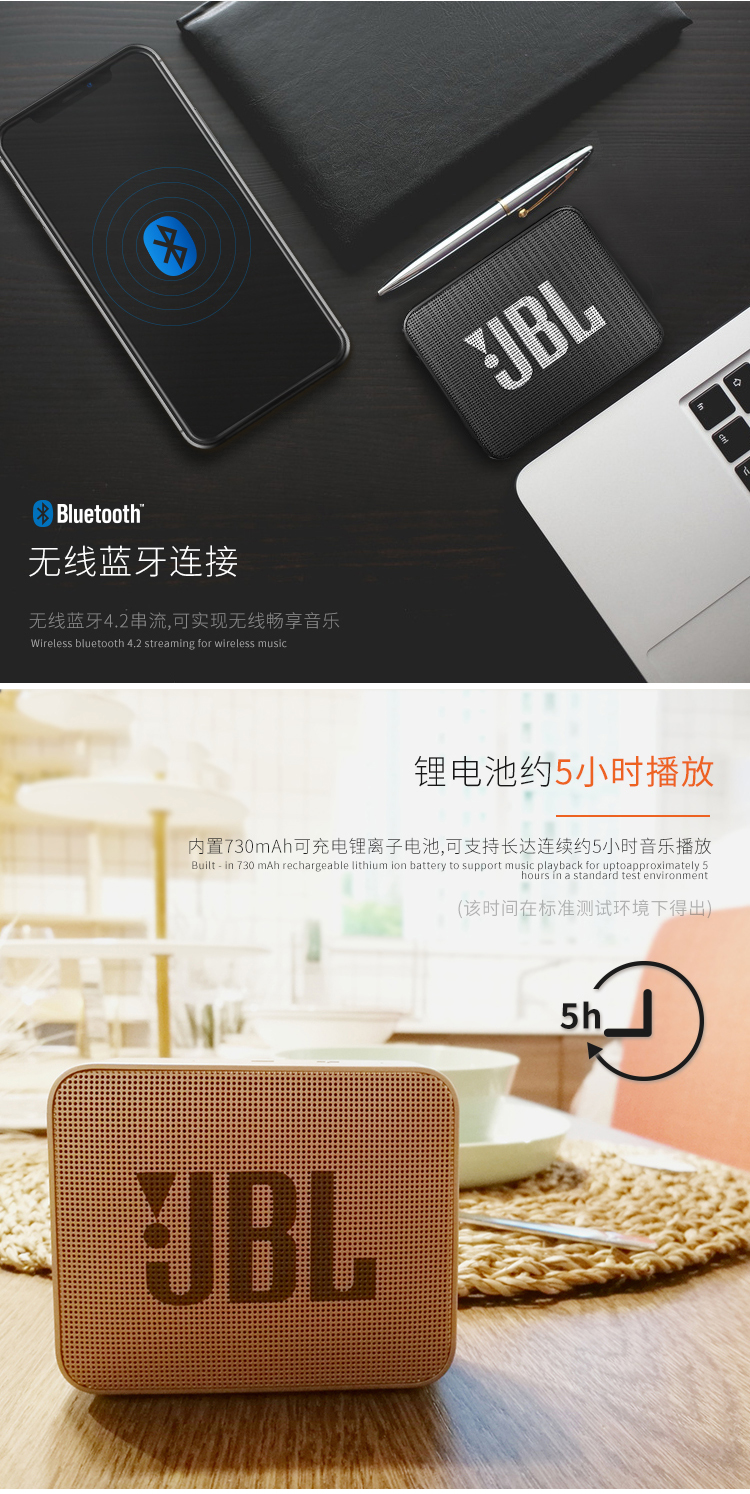 JBL
fn
ctrl
Bluetooth™
无线蓝牙连接
无线蓝牙4.2串流,可实现无线畅享音乐
Wireless bluetooth 4.2 streaming for wireless music
锂电池约5小时播放
内置730mAh可充电锂离子电池,可支持长达连续约5小时音乐播放
Built - in 730 mAh rechargeable lithium ion battery to support music playback for uptoapproximately 5
hours in a standard test environment
(该时间在标准测试环境下得出)
5h
JBL